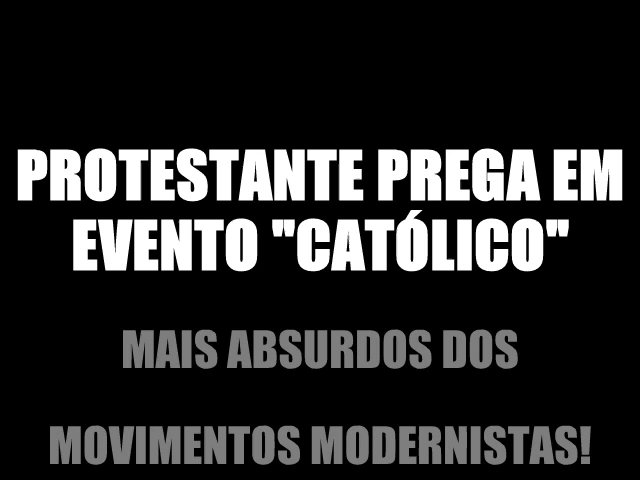 PROTESTANTE PREGA EM
EVENTO "CATÓLICO"
MAIS ABSURDOS DOS
MOVIMENTOS MODERNISTAS!